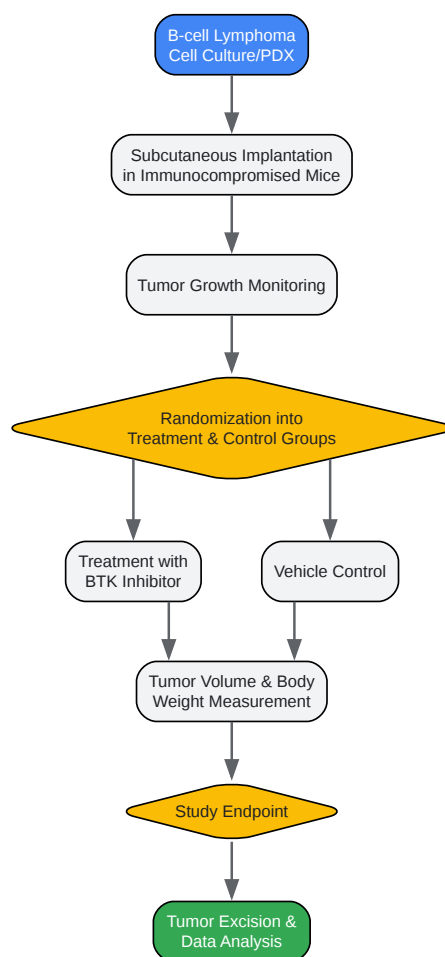 B-cell Lymphoma
Cell Culture/PDX
Subcutaneous Implantation
in Immunocompromised Mice
Tumor Growth Monitoring
Randomization into
Treatment & Control Groups
Treatment with
BTK Inhibitor
Vehicle Control
Tumor Volume & Body
Weight Measurement
Study Endpoint
Tumor Excision &
Data Analysis